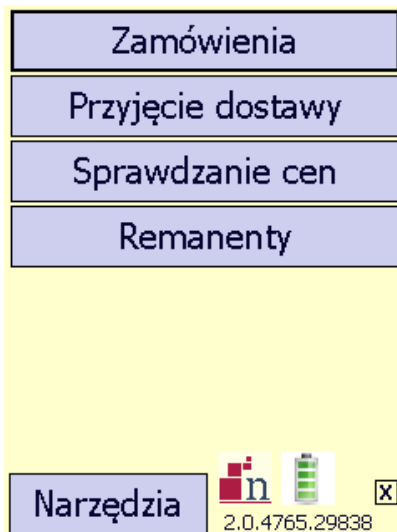 Zamówienia
Przyjęcie dostawy
Sprawdzanie cen
Remanenty
n
X
Narzędzia
2.0.4765.29838